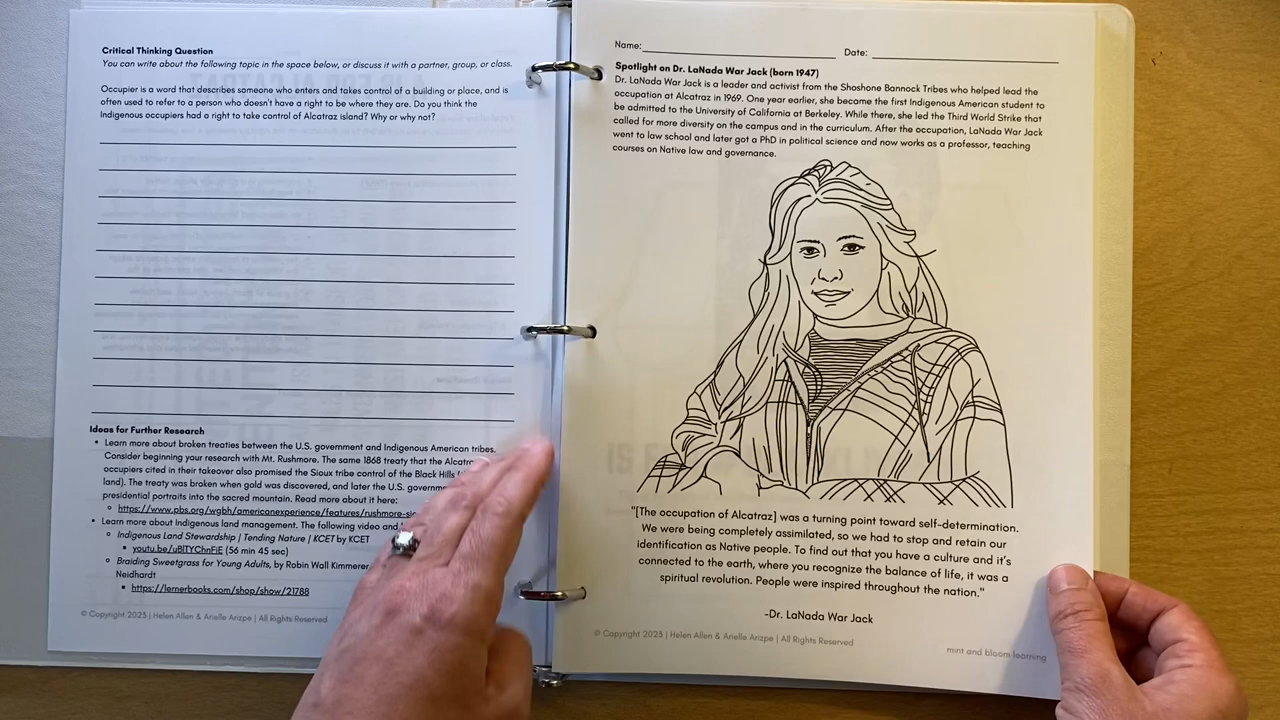 Critical Thinking Question
You can write about the following topic in the space below, or discuss it with a partner, group, or class.
Occupier is a word that describes someone who enters and takes control of a building or place, and is
often used to refer to a person who doesn't have a right to be where they are. Do you think the
Indigenous occupiers had a right to take control of Alcatraz island? Why or why not?
Ideas for Further Research
• Learn more about broken treaties between the U.S. government and Indigenous American tribes.
Consider beginning your research with Mt. Rushmore. The same 1868 treaty that the Alcatra
occupiers cited in their takeover also promised the Sioux tribe control of the Black Hills
land). The treaty was broken when gold was discovered, and later the U.S. governm
presidential portraits into the sacred mountain. Read more about it here:
https://www.pbs.org/wgbh/americanexperience/features/rushmore-si
• Learn more about Indigenous land management. The following video and
Indigenous Land Stewardship | Tending Nature | KCET by KCET
youtu.be/uBlTYChnFiE (56 min 45 sec)
Braiding Sweetgrass for Young Adults, by Robin Wall Kimmerer
Neidhardt
https://lernerbooks.com/shop/show/21788
© Copyright 2023 | Helen Allen & Arielle Arizpe | All Rights Reserved
Name: Date:
Spotlight on Dr. LaNada War Jack (born 1947)
Dr. LaNada War Jack is a leader and activist from the Shoshone Bannock Tribes who helped lead the
occupation at Alcatraz in 1969. One year earlier, she became the first Indigenous American student to
be admitted to the University of California at Berkeley. While there, she led the Third World Strike that
called for more diversity on the campus and in the curriculum. After the occupation, LaNada War Jack
went to law school and later got a PhD in political science and now works as a professor, teaching
courses on Native law and governance.
"[The occupation of Alcatraz] was a turning point toward self-determination.
We were being completely assimilated, so we had to stop and retain our
identification as Native people. To find out that you have a culture and it's
connected to the earth, where you recognize the balance of life, it was a
spiritual revolution. People were inspired throughout the nation."
-Dr. LaNada War Jack
© Copyright 2023 | Helen Allen & Arielle Arizpe | All Rights Reserved
mint and bloom learning